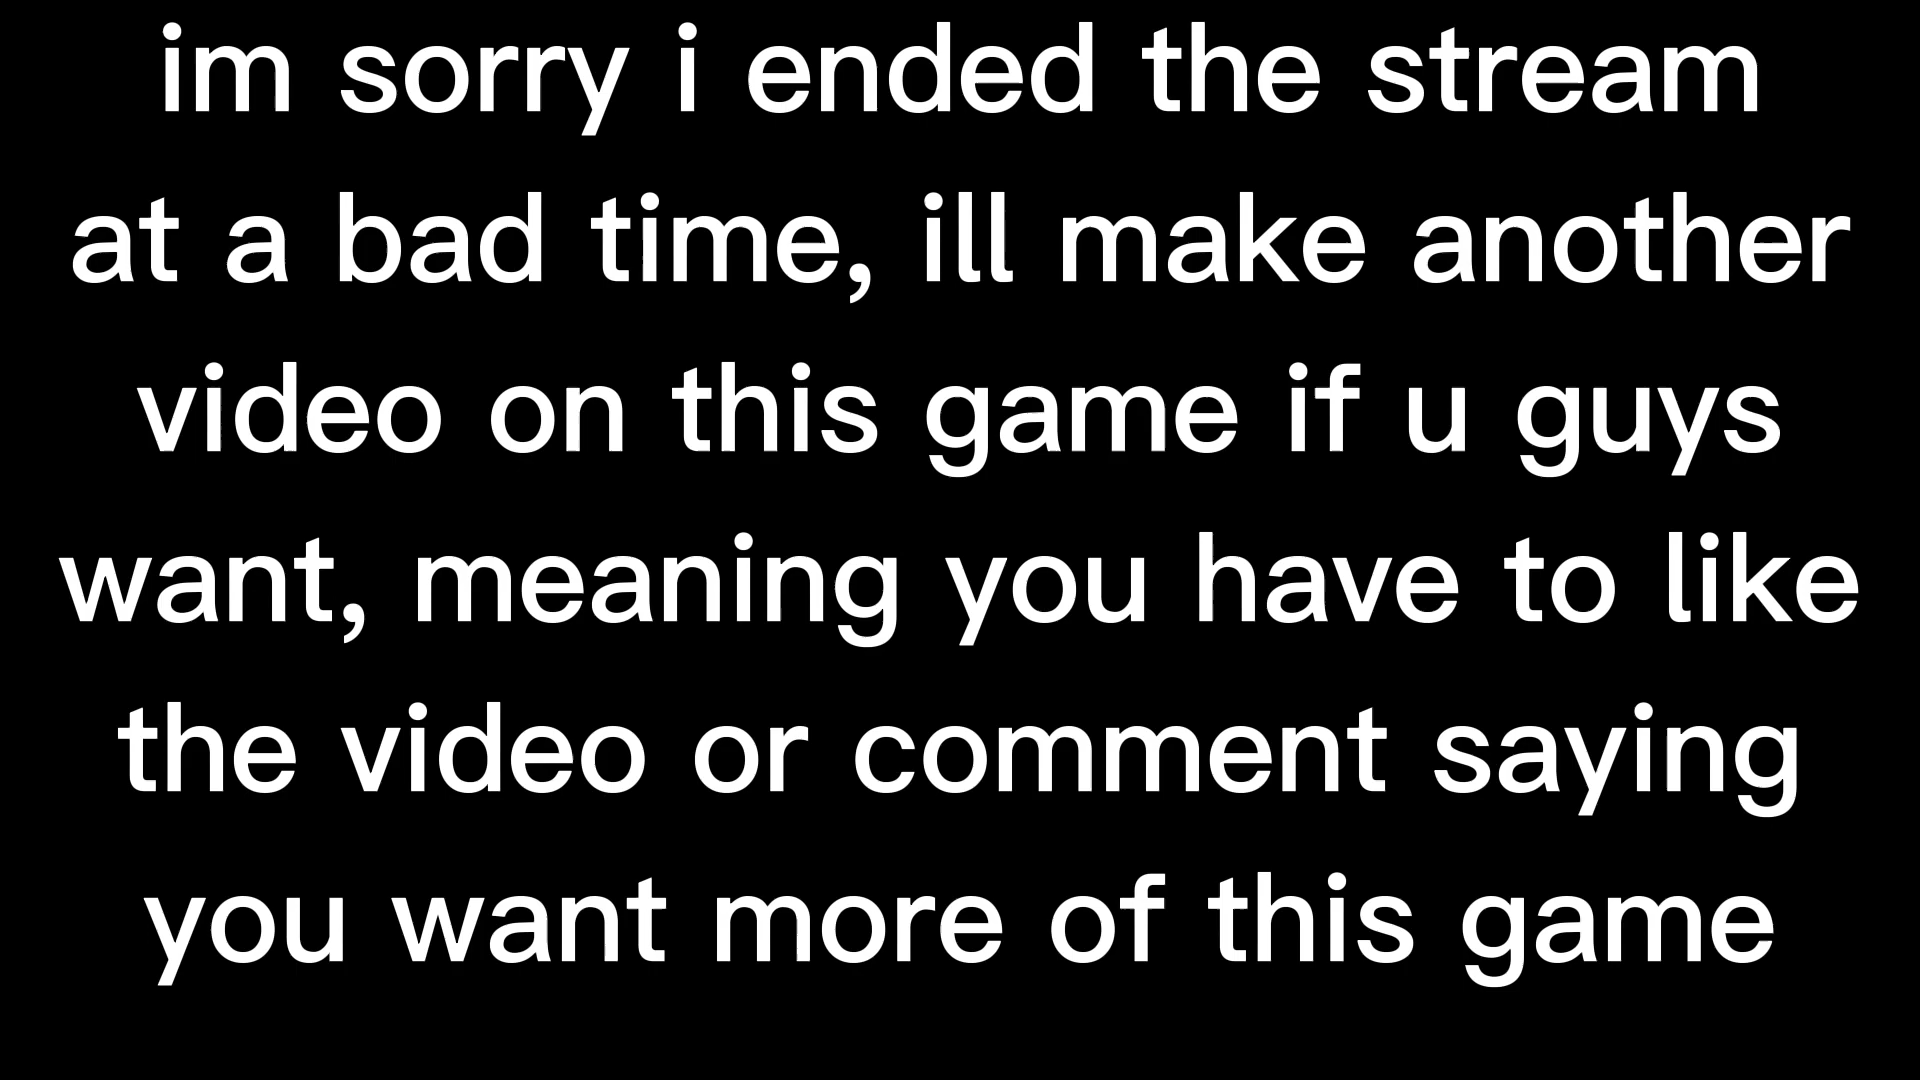 im sorry i ended the stream
at a bad time, ill make another
video on this game if u guys
want, meaning you have to like
the video or comment saying
you want more of this game